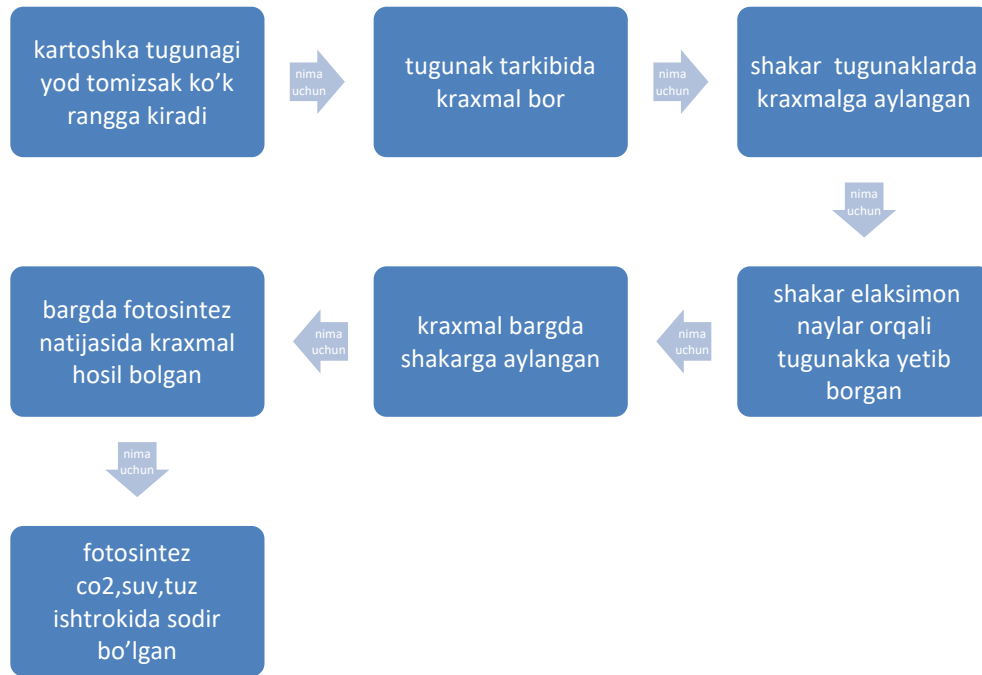 kartoshka tugunagi
yod tomizsak ko’k
rangga kiradi
nima
uchun
tugunak tarkibida
kraxmal bor
nima
uchun
shakar  tugunaklarda
kraxmalga aylangan
nima
uchun
shakar elaksimon
naylar orqali
tugunakka yetib
borgan
nima
uchun
kraxmal bargda
shakarga aylangan
nima
uchun
bargda fotosintez
natijasida kraxmal
hosil bolgan
nima
uchun
fotosintez
co2,suv,tuz
ishtrokida sodir
bo’lgan